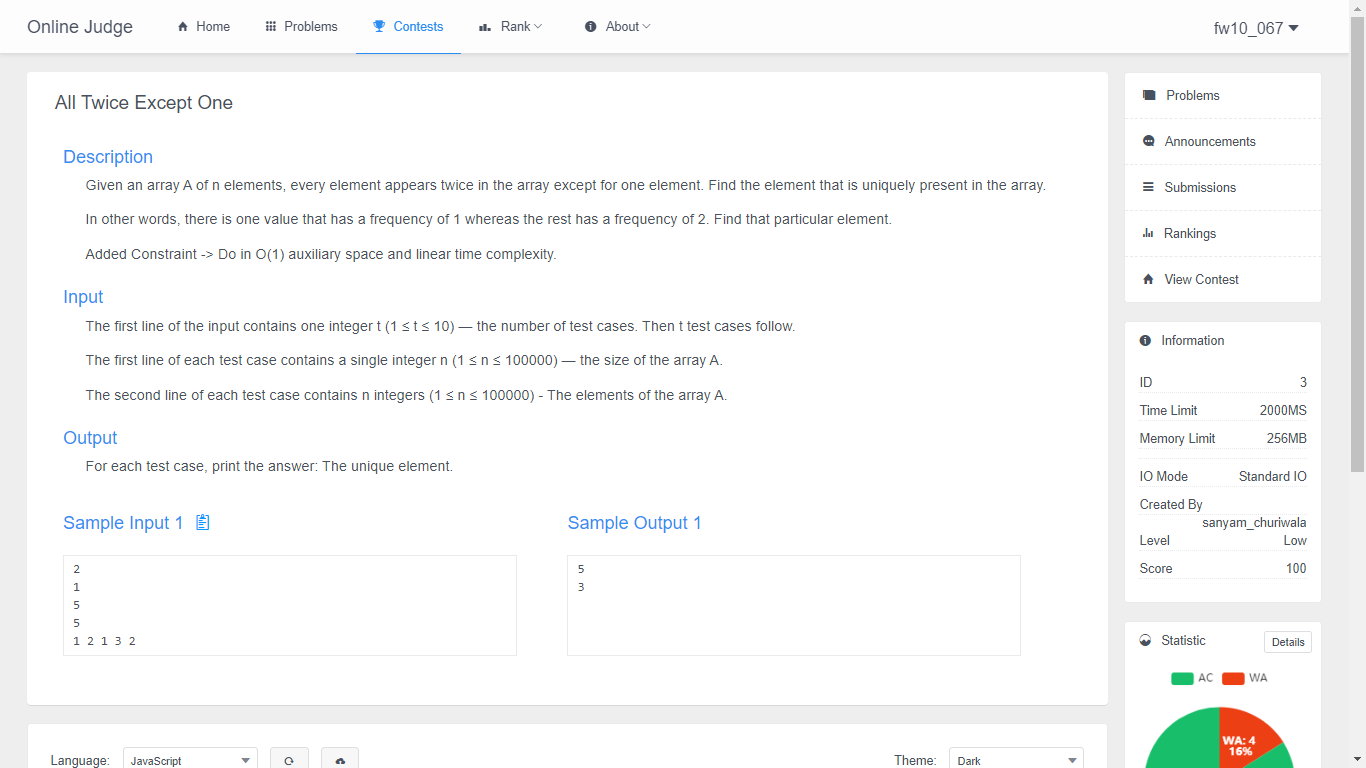 Online Judge
Home
Problems
Contests
Rank
About
fw10_067
All Twice Except One
Description
Given an array A of n elements, every element appears twice in the array except for one element. Find the element that is uniquely present in the array.
In other words, there is one value that has a frequency of 1 whereas the rest has a frequency of 2. Find that particular element.
Added Constraint -> Do in O(1) auxiliary space and linear time complexity.
Input
The first line of the input contains one integer t (1 ≤ t ≤ 10) — the number of test cases. Then t test cases follow.
The first line of each test case contains a single integer n (1 ≤ n ≤ 100000) — the size of the array A.
The second line of each test case contains n integers (1 ≤ n ≤ 100000) - The elements of the array A.
Output
For each test case, print the answer: The unique element.
Sample Input 1
2
1
5
5
1 2 1 3 2
Sample Output 1
5
3
Language:
JavaScript
Theme:
Dark
Problems
Announcements
Submissions
Rankings
View Contest
Information
ID 3
Time Limit 2000MS
Memory Limit 256MB
IO Mode Standard IO
Created By
sanyam_churiwala
Level Low
Score 100
Statistic
Details
AC WA
WA: 4
16%